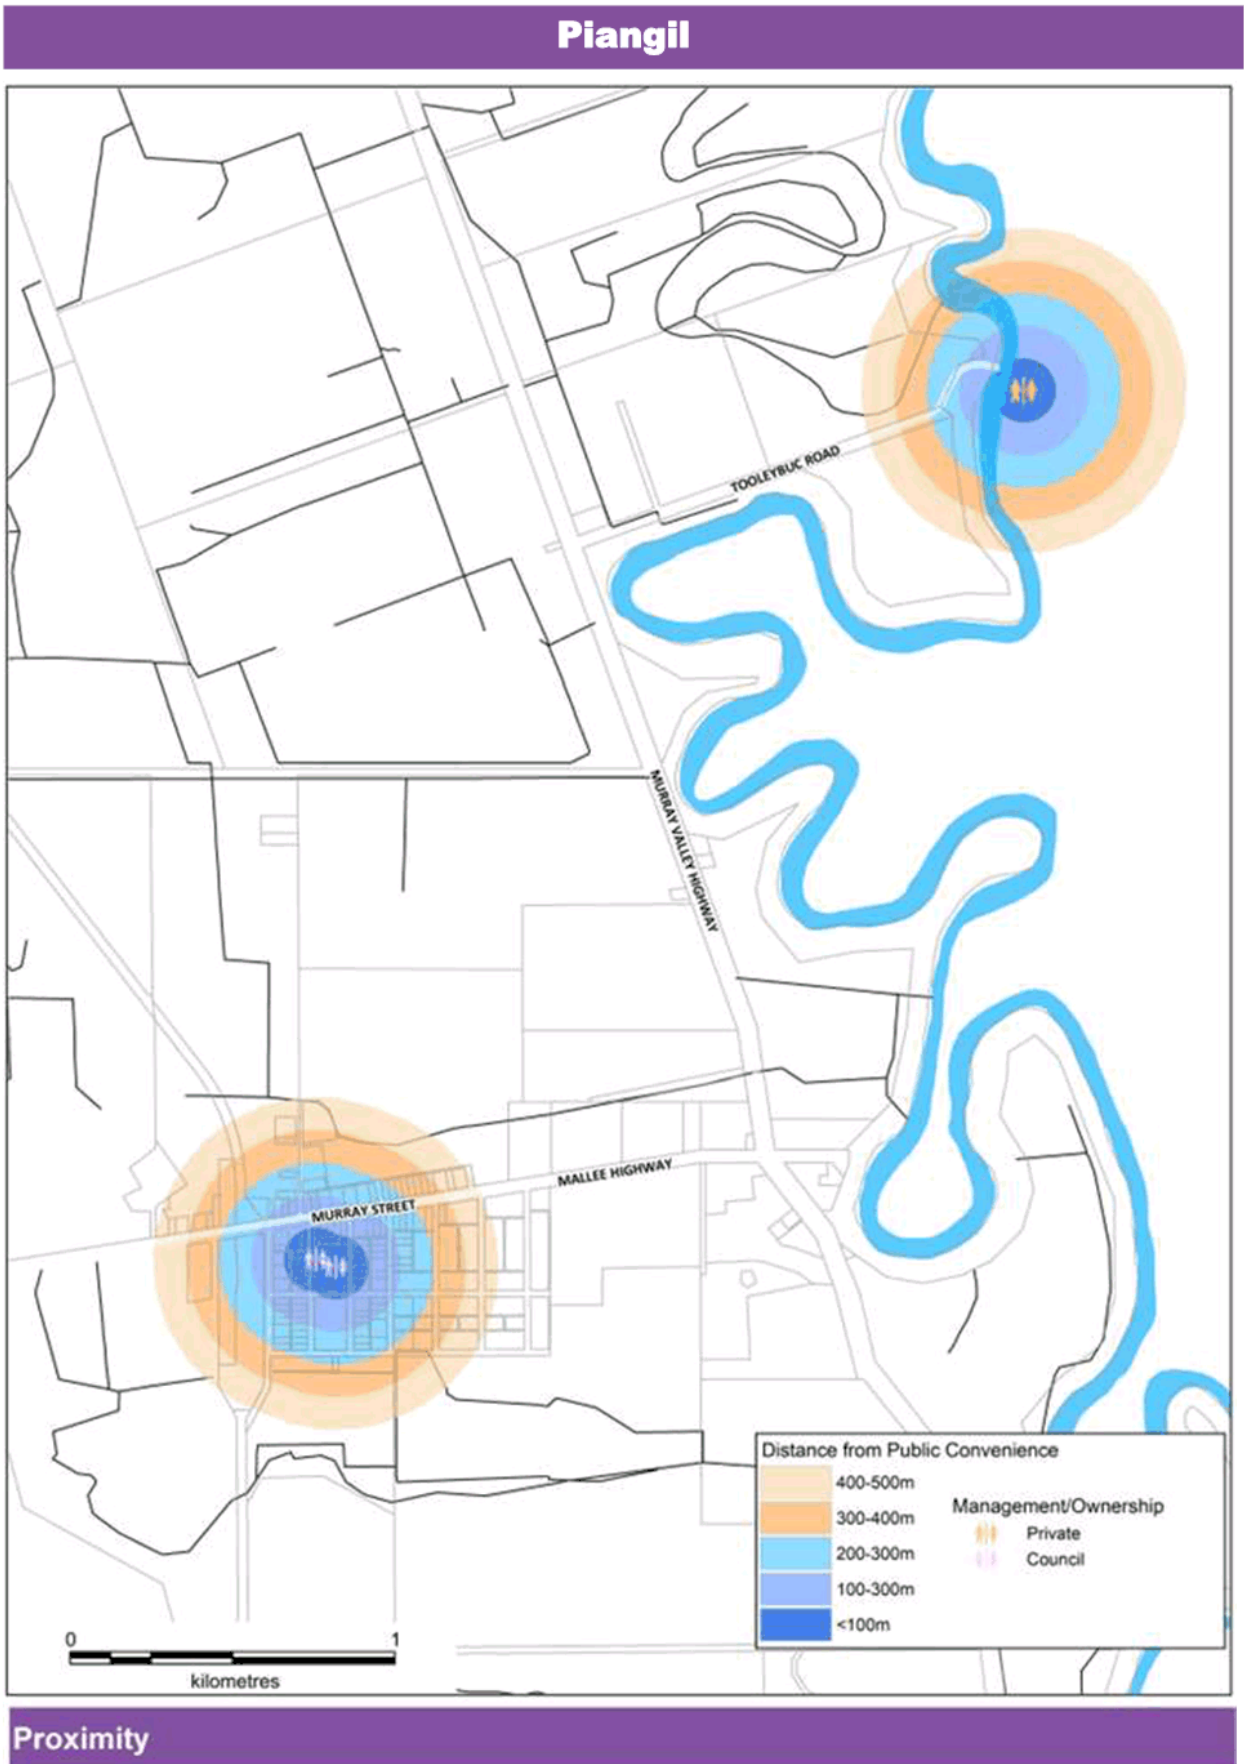 Piangil
TOOLEYBUC ROAD
MURRAY VALLEY HIGHWAY
MALLEE HIGHWAY
MURRAY STREET
Distance from Public Convenience
400-500m
300-400m
200-300m
100-300m
<100m
Management/Ownership
Private
Council
0 1
kilometres
Proximity